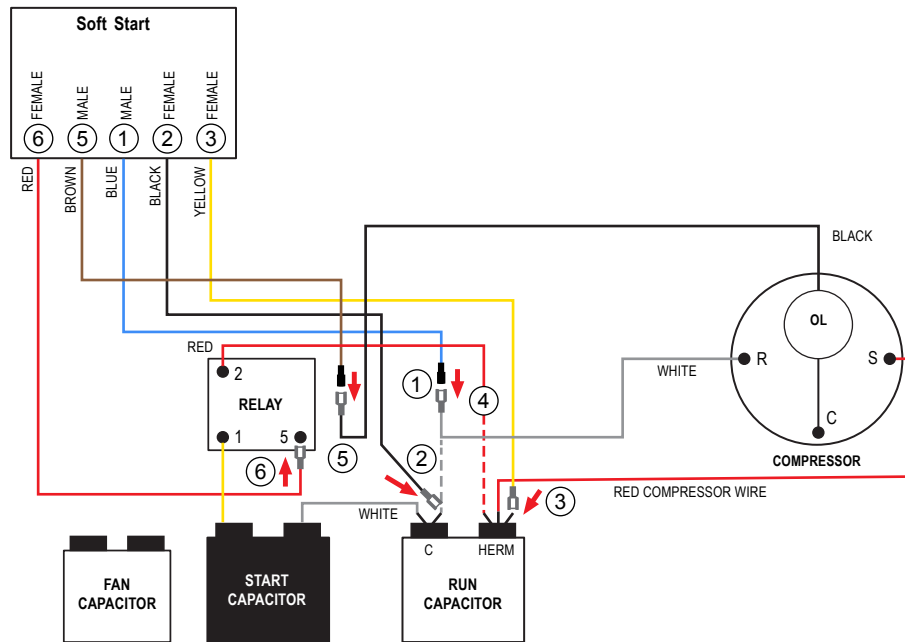 Soft Start
FEMALE
MALE
MALE
FEMALE
FEMALE
6
5
1
2
3
RED
BROWN
BLUE
BLACK
YELLOW
BLACK
OL
R
S
C
COMPRESSOR
WHITE
RED
2
RELAY
1
5
6
5
1
2
4
3
RED COMPRESSOR WIRE
WHITE
C
HERM
FAN
CAPACITOR
START
CAPACITOR
RUN
CAPACITOR